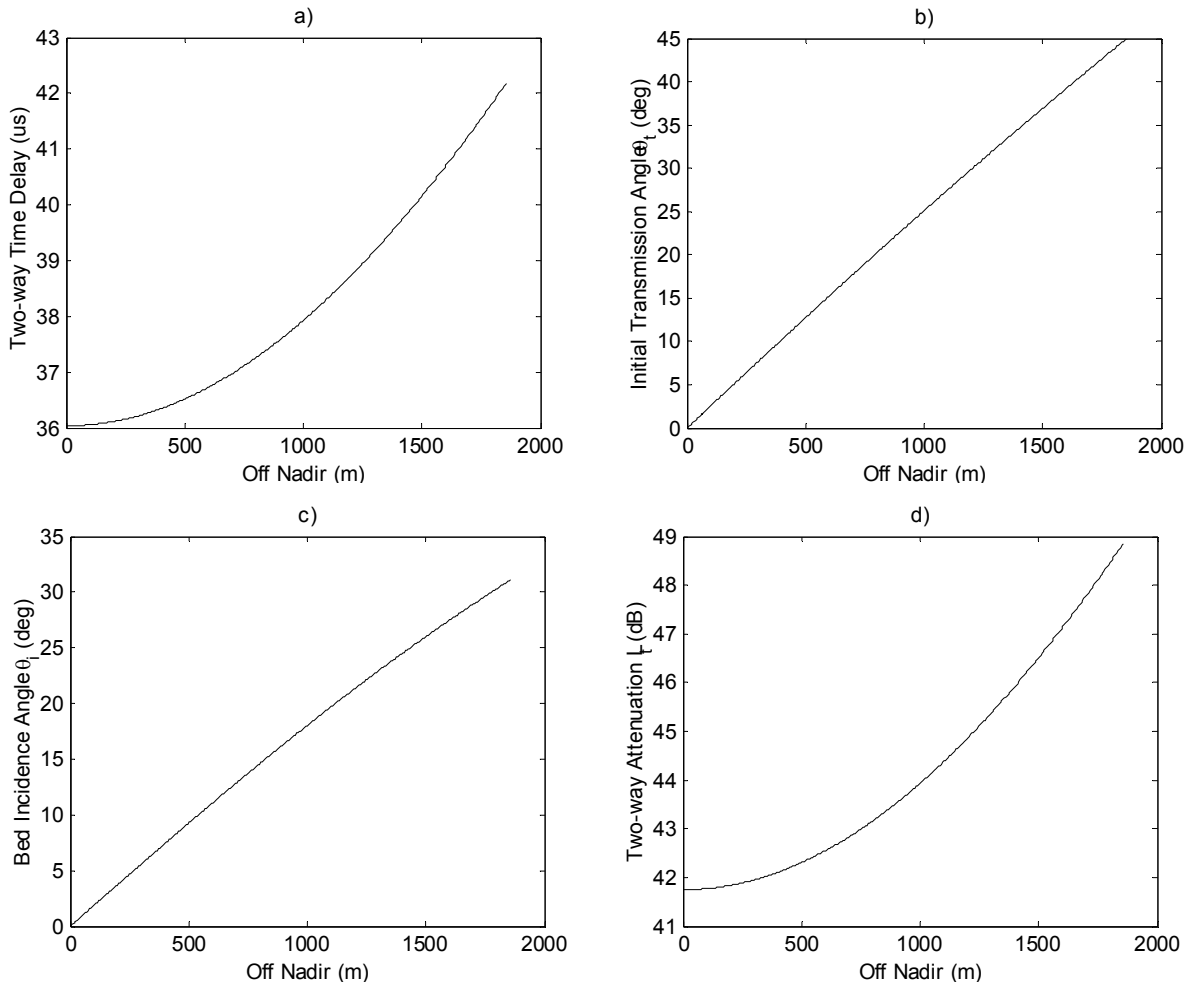 a)
43
42
41
40
39
38
37
36
Two-way Time Delay (us)
0 500 1000 1500 2000
Off Nadir (m)
b)
45
40
35
30
25
20
15
10
5
0
Initial Transmission Angle θt (deg)
0 500 1000 1500 2000
Off Nadir (m)
c)
35
30
25
20
15
10
5
0
Bed Incidence Angle θi (deg)
0 500 1000 1500 2000
Off Nadir (m)
d)
49
48
47
46
45
44
43
42
41
Two-way Attenuation Lt (dB)
0 500 1000 1500 2000
Off Nadir (m)